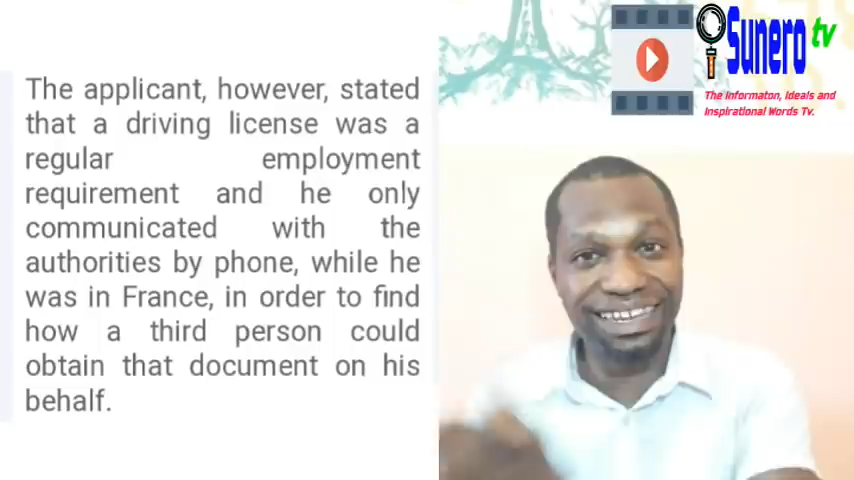 The applicant, however, stated
that a driving license was a
regular employment
requirement and he only
communicated with the
authorities by phone, while he
was in France, in order to find
how a third person could
obtain that document on his
behalf.
Sunero tv
The Informaton, Ideals and
Inspirational Words Tv.